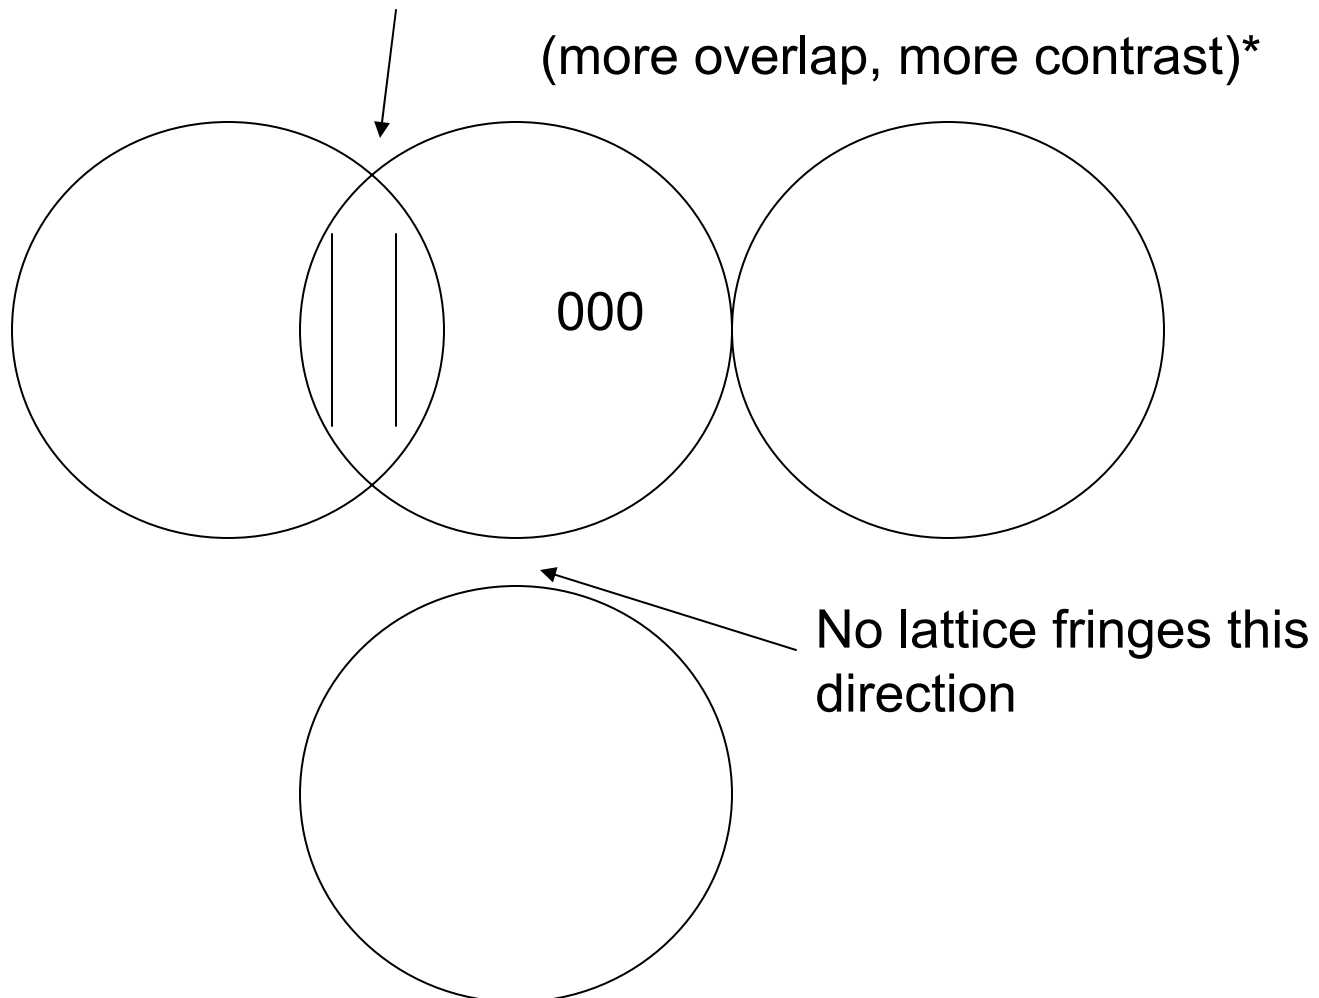 (more overlap, more contrast)*
000
No lattice fringes this
direction